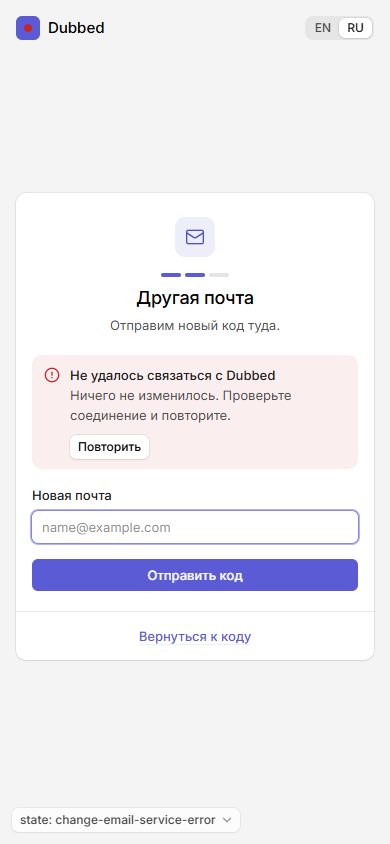 Dubbed
EN
RU
Другая почта
Отправим новый код туда.
Не удалось связаться с Dubbed
Ничего не изменилось. Проверьте
соединение и повторите.
Повторить
Новая почта
name@example.com
Отправить код
Вернуться к коду
state: change-email-service-error